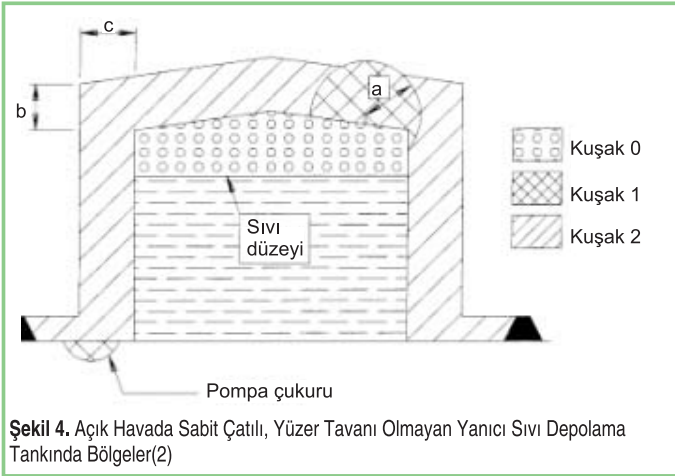 c
b
a
Kuşak 0
Kuşak 1
Kuşak 2
Sıvı
düzeyi
Pompa çukuru
Şekil 4. Açık Havada Sabit Çatılı, Yüzer Tavanı Olmayan Yanıcı Sıvı Depolama
Tankında Bölgeler(2)